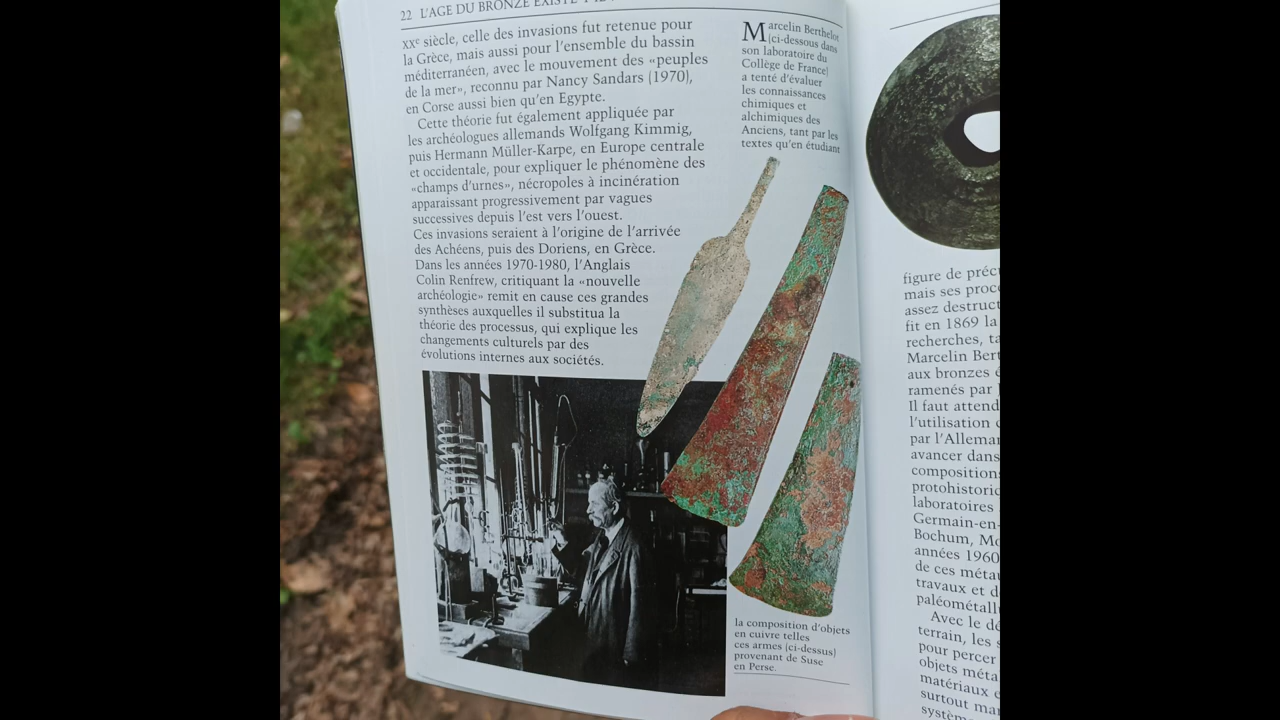 22 L'AGE DU BRONZE EXISTE
XXe siècle, celle des invasions fut retenue pour
la Grèce, mais aussi pour l'ensemble du bassin
méditerranéen, avec le mouvement des «peuples
de la mer», reconnu par Nancy Sandars (1970),
en Corse aussi bien qu'en Egypte.
Cette théorie fut également appliquée par
les archéologues allemands Wolfgang Kimmig,
puis Hermann Müller-Karpe, en Europe centrale
et occidentale, pour expliquer le phénomène des
«champs d'urnes», nécropoles à incinération
apparaissant progressivement par vagues
successives depuis l'est vers l'ouest.
Ces invasions seraient à l'origine de l'arrivée
des Achéens, puis des Doriens, en Grèce.
Dans les années 1970-1980, l'Anglais
Colin Renfrew, critiquant la «nouvelle
archéologie» remit en cause ces grandes
synthèses auxquelles il substitua la
théorie des processus, qui explique les
changements culturels par des
évolutions internes aux sociétés.
Marcelin Berthelot
(ci-dessous dans
son laboratoire du
Collège de France)
a tenté d'évaluer
les connaissances
chimiques et
alchimiques des
Anciens, tant par les
textes qu'en étudiant
la composition d'objets
en cuivre telles
ces armes (ci-dessus)
provenant de Suse
en Perse.
figure de
mais ses
assez
fit en 1869 la
recherches,
Marcelin
aux bronzes
ramenés par
Il faut
l'utilisation
par
avancer dans
laboratoires
Bochum,
années 1960
de ces
travaux et
Avec le
terrain, les
pour percer
objets
matériaux
surtout